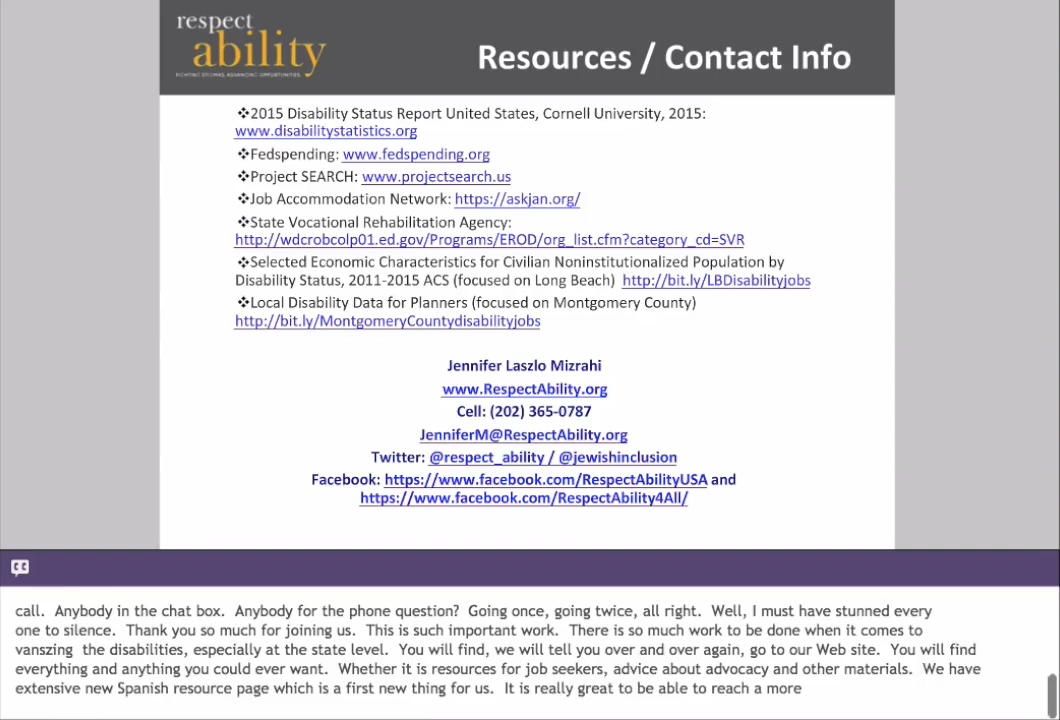 respect
ability
FIGHTING STIGMAS. ADVANCING OPPORTUNITIES.
Resources / Contact Info
❖2015 Disability Status Report United States, Cornell University, 2015:
www.disabilitystatistics.org
❖Fedspending: www.fedspending.org
❖Project SEARCH: www.projectsearch.us
❖Job Accommodation Network: https://askjan.org/
❖State Vocational Rehabilitation Agency:
http://wdcrobcolp01.ed.gov/Programs/EROD/org_list.cfm?category_cd=SVR
❖Selected Economic Characteristics for Civilian Noninstitutionalized Population by
Disability Status, 2011-2015 ACS (focused on Long Beach) http://bit.ly/LBDisabilityjobs
❖Local Disability Data for Planners (focused on Montgomery County)
http://bit.ly/MontgomeryCountydisabilityjobs
Jennifer Laszlo Mizrahi
www.RespectAbility.org
Cell: (202) 365-0787
JenniferM@RespectAbility.org
Twitter: @respect_ability / @jewishinclusion
Facebook: https://www.facebook.com/RespectAbilityUSA and
https://www.facebook.com/RespectAbility4All/
call. Anybody in the chat box. Anybody for the phone question? Going once, going twice, all right. Well, I must have stunned every
one to silence. Thank you so much for joining us. This is such important work. There is so much work to be done when it comes to
vanszing the disabilities, especially at the state level. You will find, we will tell you over and over again, go to our Web site. You will find
everything and anything you could ever want. Whether it is resources for job seekers, advice about advocacy and other materials. We have
extensive new Spanish resource page which is a first new thing for us. It is really great to be able to reach a more